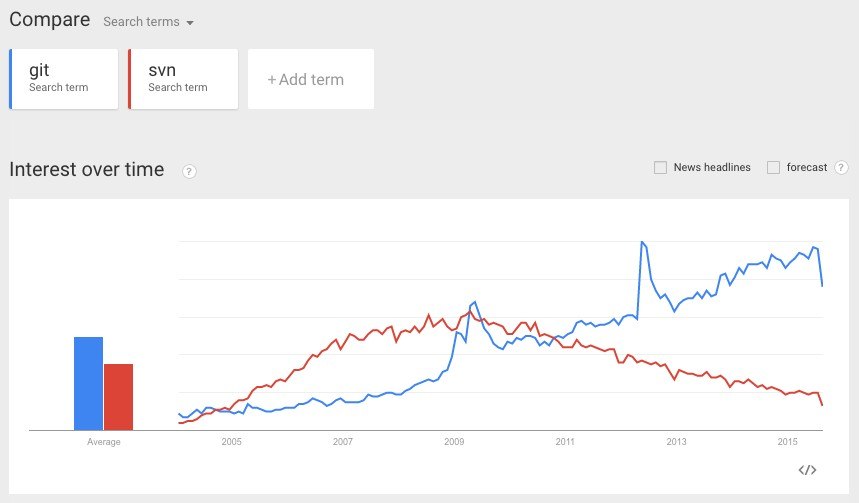 Compare Search terms
git svn
Search term Search term
+ Add term
Interest over time ?
News headlines forecast ?
Average 2005 2007 2009 2011 2013 2015
</>